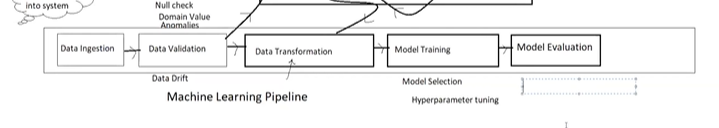 into system
Null check
Domain Value
Anomalies
Data Ingestion
Data Validation
Data Transformation
Model Training
Model Evaluation
Data Drift
Model Selection
Machine Learning Pipeline
Hyperparameter tuning